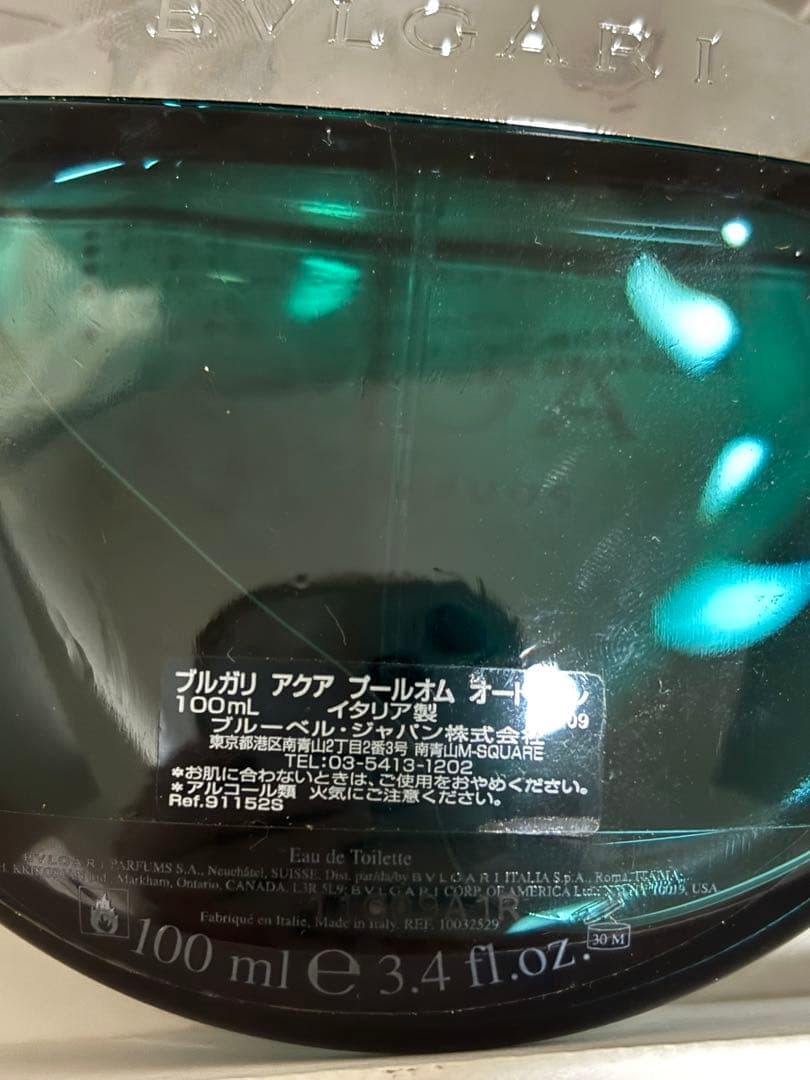 BVLGARI
ブルガリ アクア プールオム オード
100mL イタリア製 09
ブルーベル・ジャパン株式会社
東京都港区南青山2丁目2番3号 南青山M-SQUARE
TEL:03-5413-1202
*お肌に合わないときは、ご使用をおやめください。
*アルコール類 火気にご注意ください。
Ref.91152S
Eau de Toilette
BVLGARI PARFUMS S.A., Neuchâtel, SUISSE. Dist. par/da/by BVLGARI ITALIA S.p.A., Roma, ITALIA.
Markham, Ontario, CANADA, L3R 5L9; BVLGARI CORP. OF AMERICA 10019, USA
Fabriqué en Italie, Made in Italy. REF. 10032529
100 ml e 3.4 fl.oz.
30 M